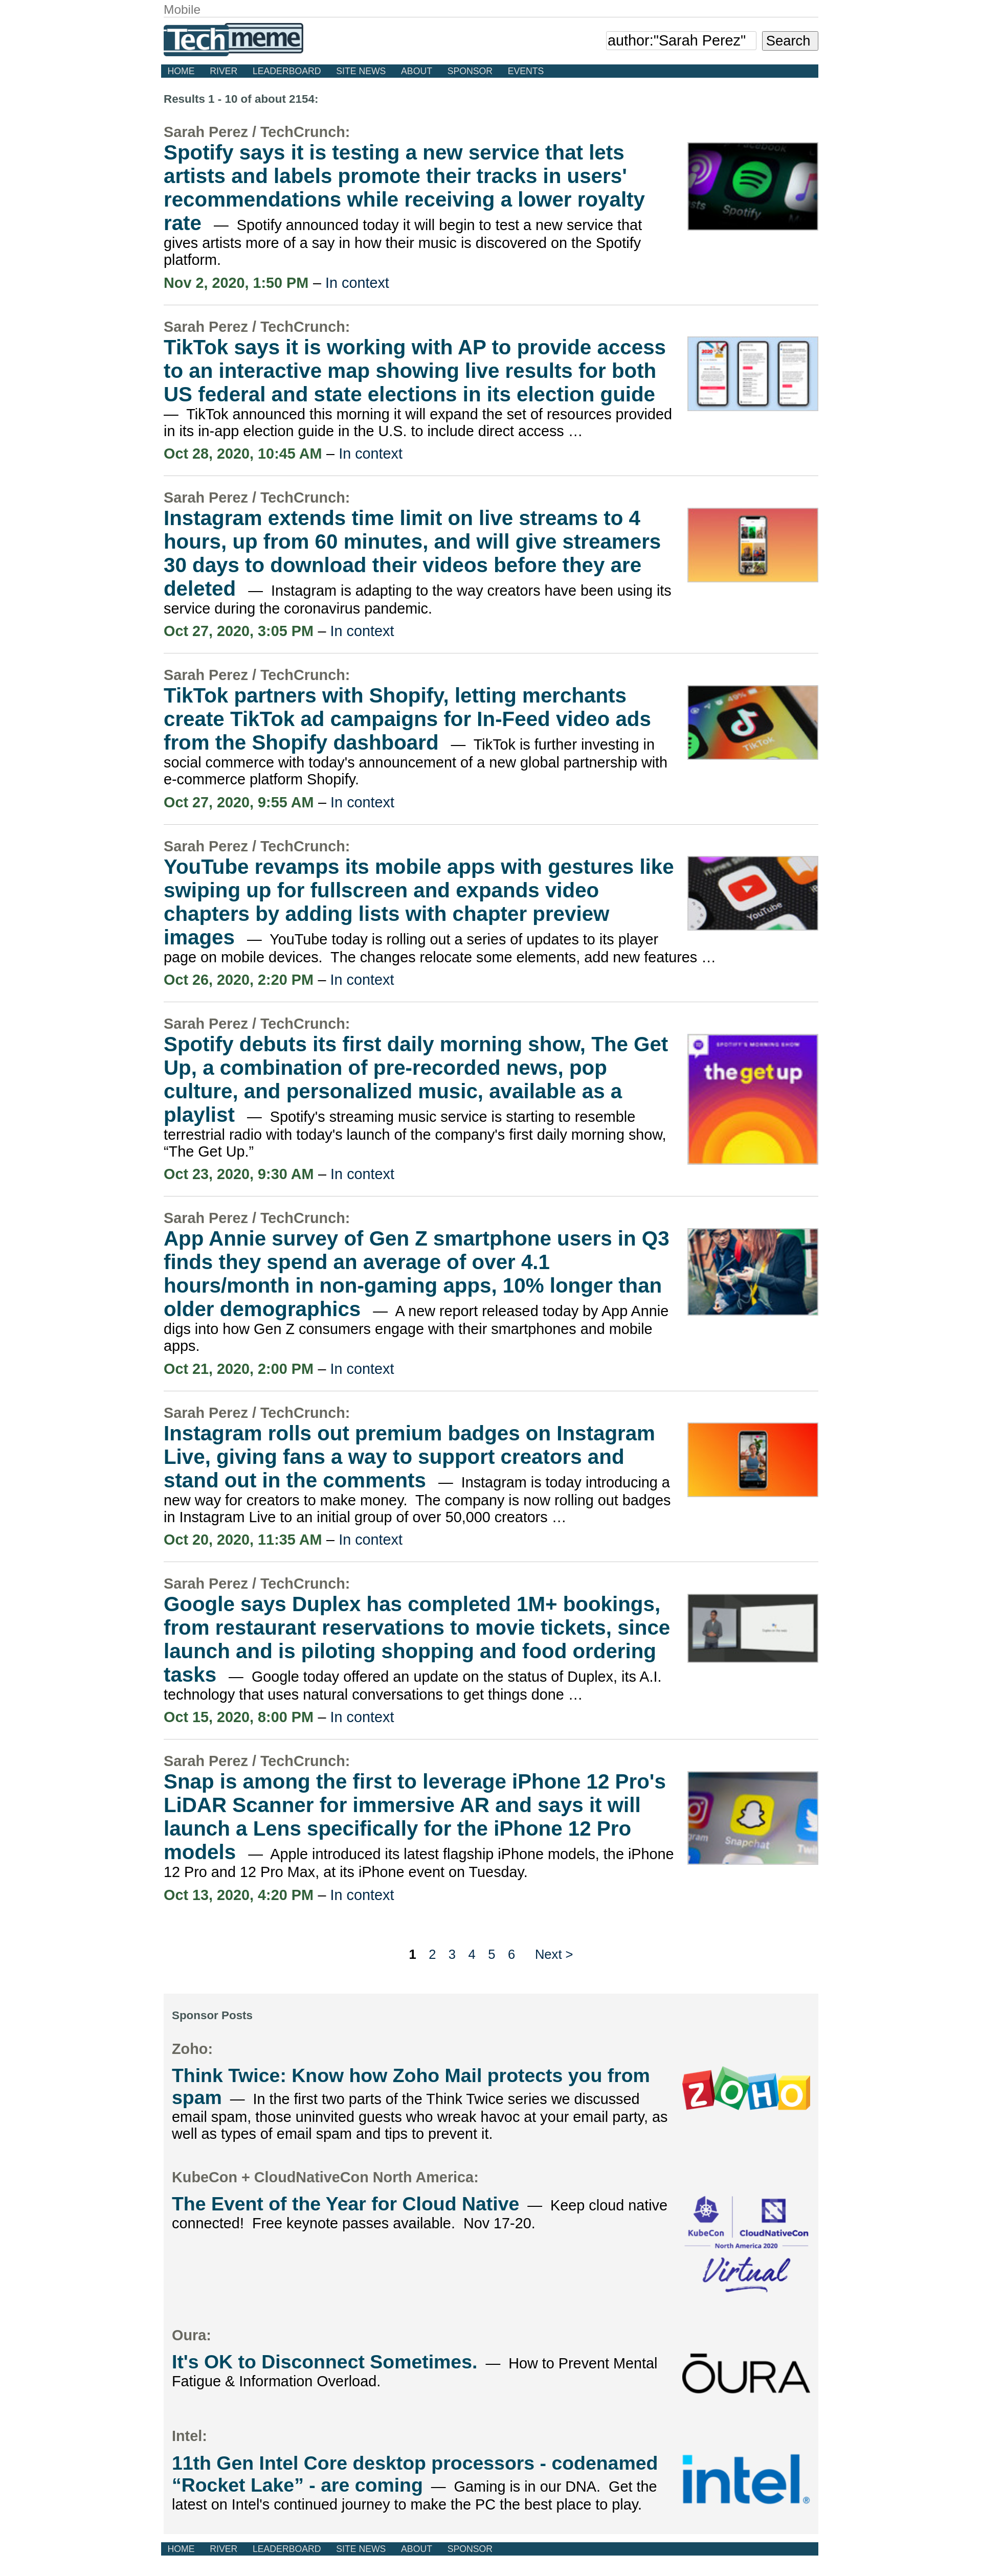 Mobile
Techmeme
author:"Sarah Perez"
Search
HOME RIVER LEADERBOARD SITE NEWS ABOUT SPONSOR EVENTS
Results 1 - 10 of about 2154:
Sarah Perez / TechCrunch:
Spotify says it is testing a new service that lets
artists and labels promote their tracks in users'
recommendations while receiving a lower royalty
rate — Spotify announced today it will begin to test a new service that
gives artists more of a say in how their music is discovered on the Spotify
platform.
Nov 2, 2020, 1:50 PM – In context
Spotify
Sarah Perez / TechCrunch:
TikTok says it is working with AP to provide access
to an interactive map showing live results for both
US federal and state elections in its election guide
— TikTok announced this morning it will expand the set of resources provided
in its in-app election guide in the U.S. to include direct access …
Oct 28, 2020, 10:45 AM – In context
Sarah Perez / TechCrunch:
Instagram extends time limit on live streams to 4
hours, up from 60 minutes, and will give streamers
30 days to download their videos before they are
deleted — Instagram is adapting to the way creators have been using its
service during the coronavirus pandemic.
Oct 27, 2020, 3:05 PM – In context
Sarah Perez / TechCrunch:
TikTok partners with Shopify, letting merchants
create TikTok ad campaigns for In-Feed video ads
from the Shopify dashboard — TikTok is further investing in
social commerce with today's announcement of a new global partnership with
e-commerce platform Shopify.
Oct 27, 2020, 9:55 AM – In context
49%
TikTok
Sarah Perez / TechCrunch:
YouTube revamps its mobile apps with gestures like
swiping up for fullscreen and expands video
chapters by adding lists with chapter preview
images — YouTube today is rolling out a series of updates to its player
page on mobile devices. The changes relocate some elements, add new features …
Oct 26, 2020, 2:20 PM – In context
YouTube
Sarah Perez / TechCrunch:
Spotify debuts its first daily morning show, The Get
Up, a combination of pre-recorded news, pop
culture, and personalized music, available as a
playlist — Spotify's streaming music service is starting to resemble
terrestrial radio with today's launch of the company's first daily morning show,
“The Get Up.”
Oct 23, 2020, 9:30 AM – In context
SPOTIFY'S MORNING SHOW
the get up
Sarah Perez / TechCrunch:
App Annie survey of Gen Z smartphone users in Q3
finds they spend an average of over 4.1
hours/month in non-gaming apps, 10% longer than
older demographics — A new report released today by App Annie
digs into how Gen Z consumers engage with their smartphones and mobile
apps.
Oct 21, 2020, 2:00 PM – In context
Sarah Perez / TechCrunch:
Instagram rolls out premium badges on Instagram
Live, giving fans a way to support creators and
stand out in the comments — Instagram is today introducing a
new way for creators to make money. The company is now rolling out badges
in Instagram Live to an initial group of over 50,000 creators …
Oct 20, 2020, 11:35 AM – In context
Sarah Perez / TechCrunch:
Google says Duplex has completed 1M+ bookings,
from restaurant reservations to movie tickets, since
launch and is piloting shopping and food ordering
tasks — Google today offered an update on the status of Duplex, its A.I.
technology that uses natural conversations to get things done …
Oct 15, 2020, 8:00 PM – In context
Sarah Perez / TechCrunch:
Snap is among the first to leverage iPhone 12 Pro's
LiDAR Scanner for immersive AR and says it will
launch a Lens specifically for the iPhone 12 Pro
models — Apple introduced its latest flagship iPhone models, the iPhone
12 Pro and 12 Pro Max, at its iPhone event on Tuesday.
Oct 13, 2020, 4:20 PM – In context
Snapchat
1 2 3 4 5 6 Next >
Sponsor Posts
Zoho:
Think Twice: Know how Zoho Mail protects you from
spam — In the first two parts of the Think Twice series we discussed
email spam, those uninvited guests who wreak havoc at your email party, as
well as types of email spam and tips to prevent it.
ZOHO
KubeCon + CloudNativeCon North America:
The Event of the Year for Cloud Native — Keep cloud native
connected! Free keynote passes available. Nov 17-20.
KubeCon CloudNativeCon
North America 2020
Virtual
Oura:
It's OK to Disconnect Sometimes. — How to Prevent Mental
Fatigue & Information Overload.
ŌURA
Intel:
11th Gen Intel Core desktop processors - codenamed
“Rocket Lake” - are coming — Gaming is in our DNA. Get the
latest on Intel's continued journey to make the PC the best place to play.
intel®
HOME RIVER LEADERBOARD SITE NEWS ABOUT SPONSOR